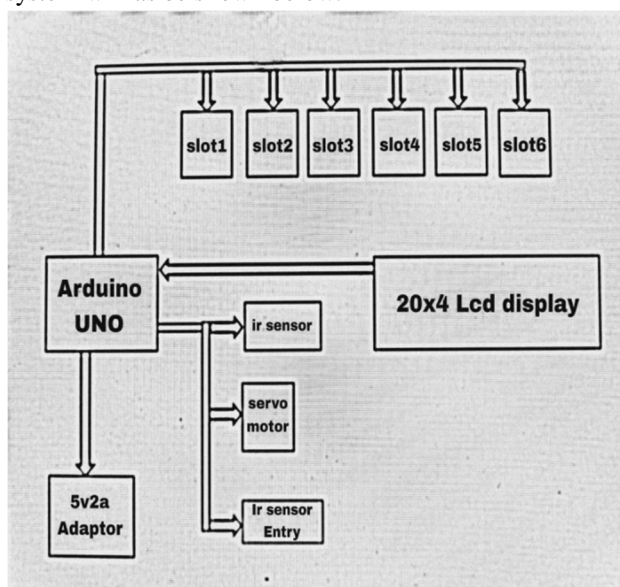 slot1 slot2 slot3 slot4 slot5 slot6
Arduino
UNO
20x4 Lcd display
ir sensor
servo
motor
5v2a
Adaptor
Ir sensor
Entry